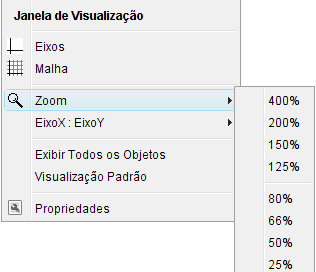 Janela de Visualização
Eixos
Malha
Zoom
EixoX : EixoY
Exibir Todos os Objetos
Visualização Padrão
Propriedades
400%
200%
150%
125%
80%
66%
50%
25%